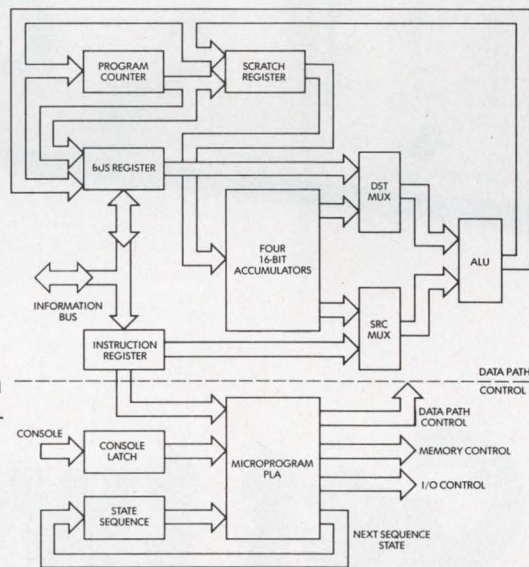 PROGRAM
COUNTER
SCRATCH
REGISTER
bUS REGISTER
DST
MUX
FOUR
16-BIT
ACCUMULATORS
ALU
INFORMATION
BUS
SRC
MUX
INSTRUCTION
REGISTER
DATA PATH
CONTROL
DATA PATH
CONTROL
CONSOLE
CONSOLE
LATCH
MICROPROGRAM
PLA
MEMORY CONTROL
I/O CONTROL
STATE
SEQUENCE
NEXT SEQUENCE
STATE